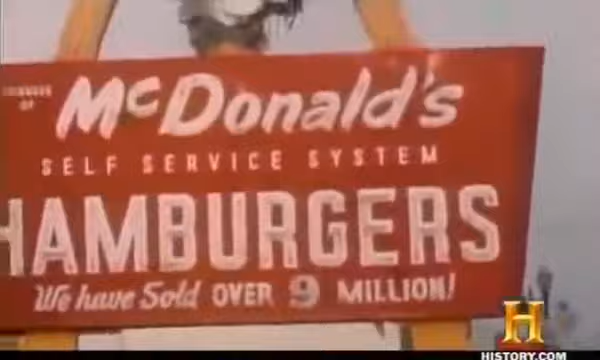 McDonald's
SELF SERVICE SYSTEM
HAMBURGERS
We have Sold OVER 9 MILLION!
H
HISTORY.COM